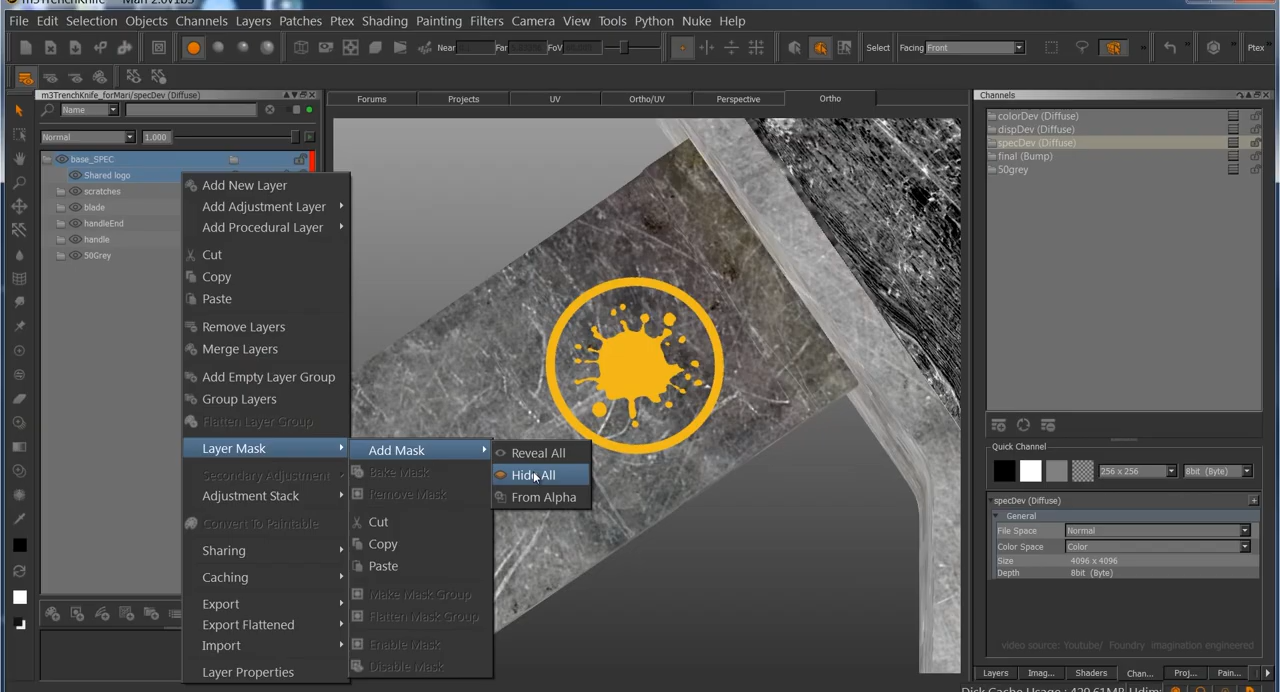 m3TrenchKnife - Mari 2.0v1b5
File Edit Selection Objects Channels Layers Patches Ptex Shading Painting Filters Camera View Tools Python Nuke Help
Near Far FoV Select Facing Front Ptex
m3TrenchKnife_forMari/specDev (Diffuse)
Name
Normal 1.000
base_SPEC
Shared logo
scratches
blade
handleEnd
handle
50Grey
Add New Layer
Add Adjustment Layer
Add Procedural Layer
Cut
Copy
Paste
Remove Layers
Merge Layers
Add Empty Layer Group
Group Layers
Flatten Layer Group
Layer Mask
Secondary Adjustment
Adjustment Stack
Convert To Paintable
Sharing
Caching
Export
Export Flattened
Import
Layer Properties
Add Mask
Bake Mask
Remove Mask
Cut
Copy
Paste
Make Mask Group
Flatten Mask Group
Enable Mask
Disable Mask
Reveal All
Hide All
From Alpha
Forums Projects UV Ortho/UV Perspective Ortho
Channels
colorDev (Diffuse)
dispDev (Diffuse)
specDev (Diffuse)
final (Bump)
50grey
Quick Channel
256 x 256 8bit (Byte)
specDev (Diffuse)
General
File Space Normal
Color Space Color
Size 4096 x 4096
Depth 8bit (Byte)
video source: Youtube/ Foundry imagination engineered
Layers Imag... Shaders Chan... Proj... Pain...